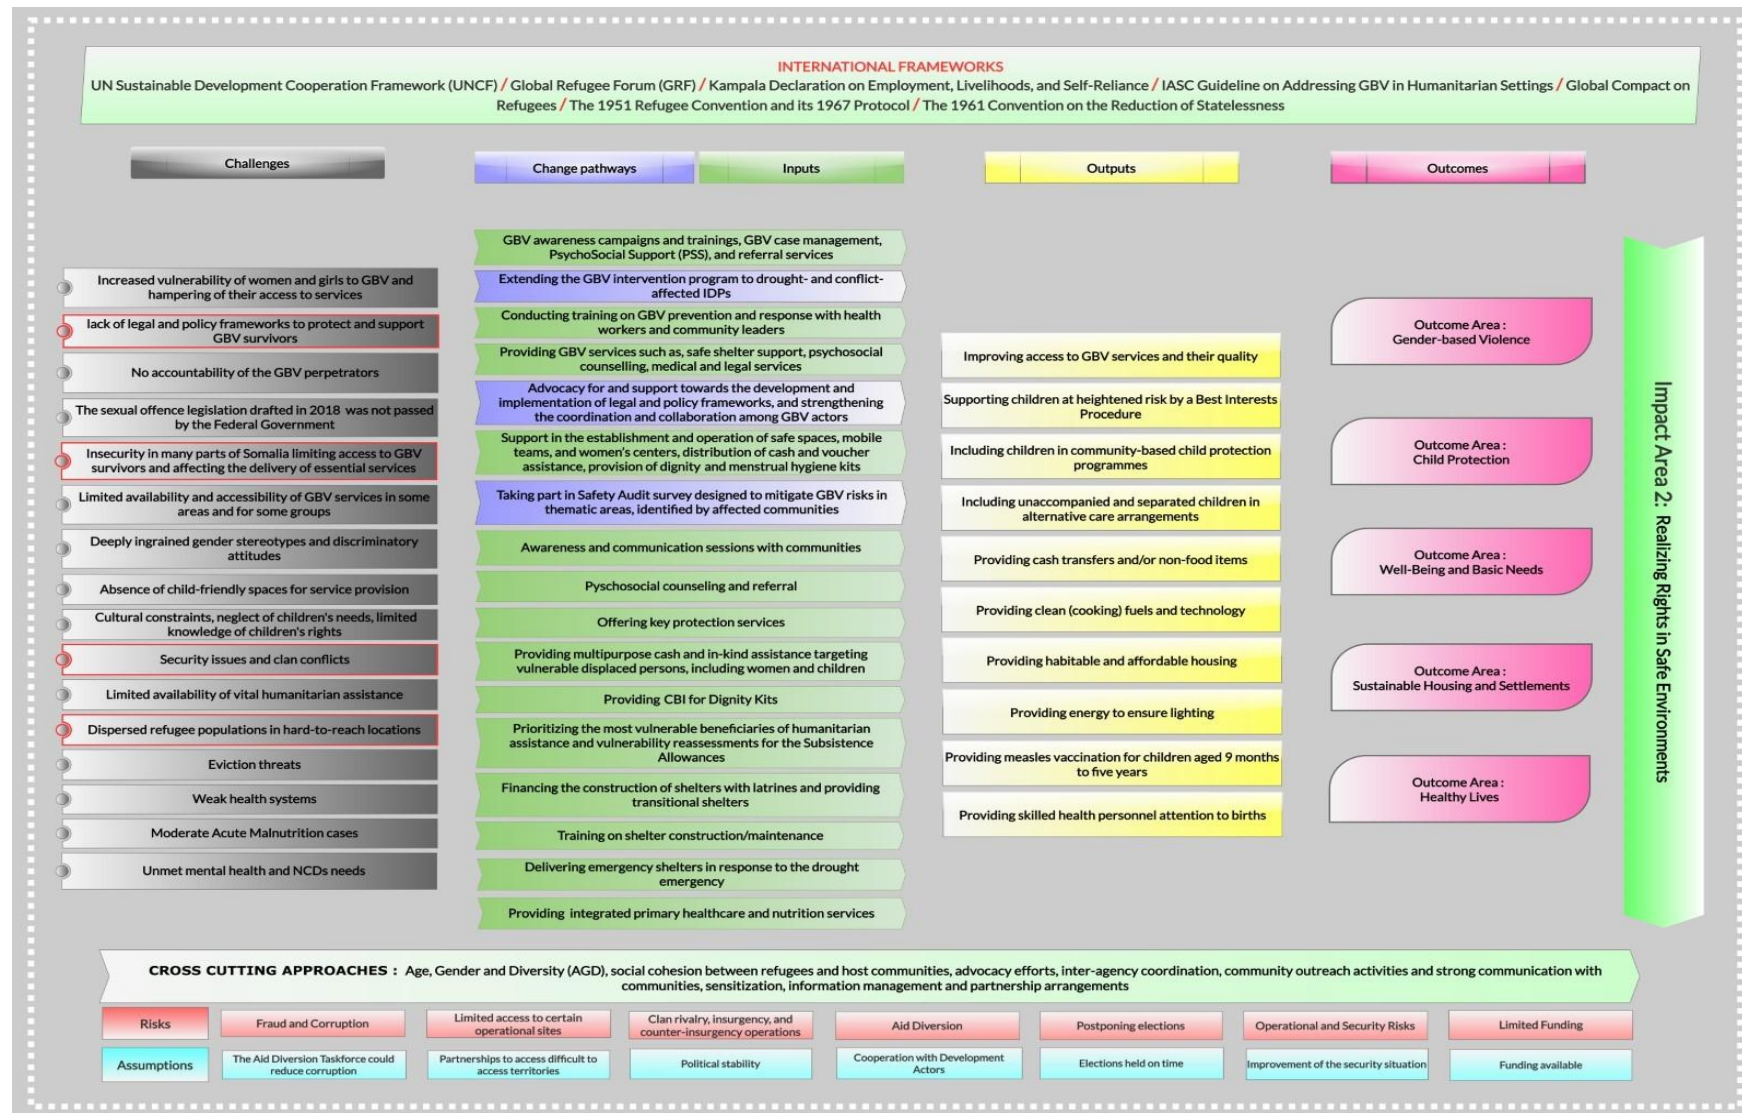 INTERNATIONAL FRAMEWORKS
UN Sustainable Development Cooperation Framework (UNCF) / Global Refugee Forum (GRF) / Kampala Declaration on Employment, Livelihoods, and Self-Reliance / IASC Guideline on Addressing GBV in Humanitarian Settings / Global Compact on
Refugees / The 1951 Refugee Convention and its 1967 Protocol / The 1961 Convention on the Reduction of Statelessness
Challenges
Change pathways
Inputs
Outputs
Outcomes
Increased vulnerability of women and girls to GBV and
hampering of their access to services
lack of legal and policy frameworks to protect and support
GBV survivors
No accountability of the GBV perpetrators
The sexual offence legislation drafted in 2018 was not passed
by the Federal Government
Insecurity in many parts of Somalia limiting access to GBV
survivors and affecting the delivery of essential services
Limited availability and accessibility of GBV services in some
areas and for some groups
Deeply ingrained gender stereotypes and discriminatory
attitudes
Absence of child-friendly spaces for service provision
Cultural constraints, neglect of children's needs, limited
knowledge of children's rights
Security issues and clan conflicts
Limited availability of vital humanitarian assistance
Dispersed refugee populations in hard-to-reach locations
Eviction threats
Weak health systems
Moderate Acute Malnutrition cases
Unmet mental health and NCDs needs
GBV awareness campaigns and trainings, GBV case management,
PsychoSocial Support (PSS), and referral services
Extending the GBV intervention program to drought- and conflict-
affected IDPs
Conducting training on GBV prevention and response with health
workers and community leaders
Providing GBV services such as, safe shelter support, psychosocial
counselling, medical and legal services
Advocacy for and support towards the development and
implementation of legal and policy frameworks, and strengthening
the coordination and collaboration among GBV actors
Support in the establishment and operation of safe spaces, mobile
teams, and women's centers, distribution of cash and voucher
assistance, provision of dignity and menstrual hygiene kits
Taking part in Safety Audit survey designed to mitigate GBV risks in
thematic areas, identified by affected communities
Awareness and communication sessions with communities
Pyschosocial counseling and referral
Offering key protection services
Providing multipurpose cash and in-kind assistance targeting
vulnerable displaced persons, including women and children
Providing CBI for Dignity Kits
Prioritizing the most vulnerable beneficiaries of humanitarian
assistance and vulnerability reassessments for the Subsistence
Allowances
Financing the construction of shelters with latrines and providing
transitional shelters
Training on shelter construction/maintenance
Delivering emergency shelters in response to the drought
emergency
Providing integrated primary healthcare and nutrition services
Improving access to GBV services and their quality
Supporting children at heightened risk by a Best Interests
Procedure
Including children in community-based child protection
programmes
Including unaccompanied and separated children in
alternative care arrangements
Providing cash transfers and/or non-food items
Providing clean (cooking) fuels and technology
Providing habitable and affordable housing
Providing energy to ensure lighting
Providing measles vaccination for children aged 9 months
to five years
Providing skilled health personnel attention to births
Outcome Area :
Gender-based Violence
Outcome Area :
Child Protection
Outcome Area :
Well-Being and Basic Needs
Outcome Area :
Sustainable Housing and Settlements
Outcome Area :
Healthy Lives
Impact Area 2: Realizing Rights in Safe Environments
CROSS CUTTING APPROACHES : Age, Gender and Diversity (AGD), social cohesion between refugees and host communities, advocacy efforts, inter-agency coordination, community outreach activities and strong communication with
communities, sensitization, information management and partnership arrangements
Risks
Fraud and Corruption
Limited access to certain
operational sites
Clan rivalry, insurgency, and
counter-insurgency operations
Aid Diversion
Postponing elections
Operational and Security Risks
Limited Funding
Assumptions
The Aid Diversion Taskforce could
reduce corruption
Partnerships to access difficult to
access territories
Political stability
Cooperation with Development
Actors
Elections held on time
Improvement of the security situation
Funding available